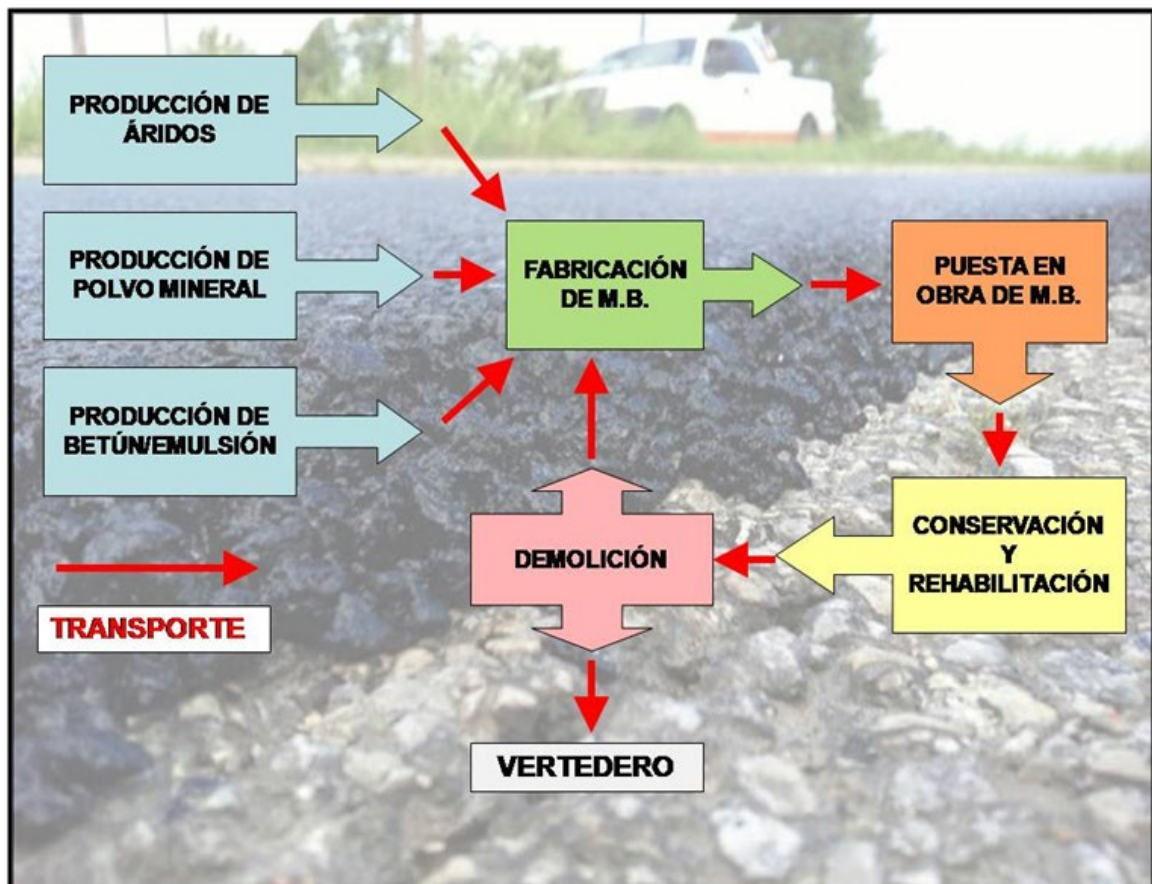 PRODUCCIÓN DE
ÁRIDOS
PRODUCCIÓN DE
POLVO MINERAL
PRODUCCIÓN DE
BETÚN/EMULSIÓN
FABRICACIÓN
DE M.B.
PUESTA EN
OBRA DE M.B.
CONSERVACIÓN
Y
REHABILITACIÓN
DEMOLICIÓN
TRANSPORTE
VERTEDERO